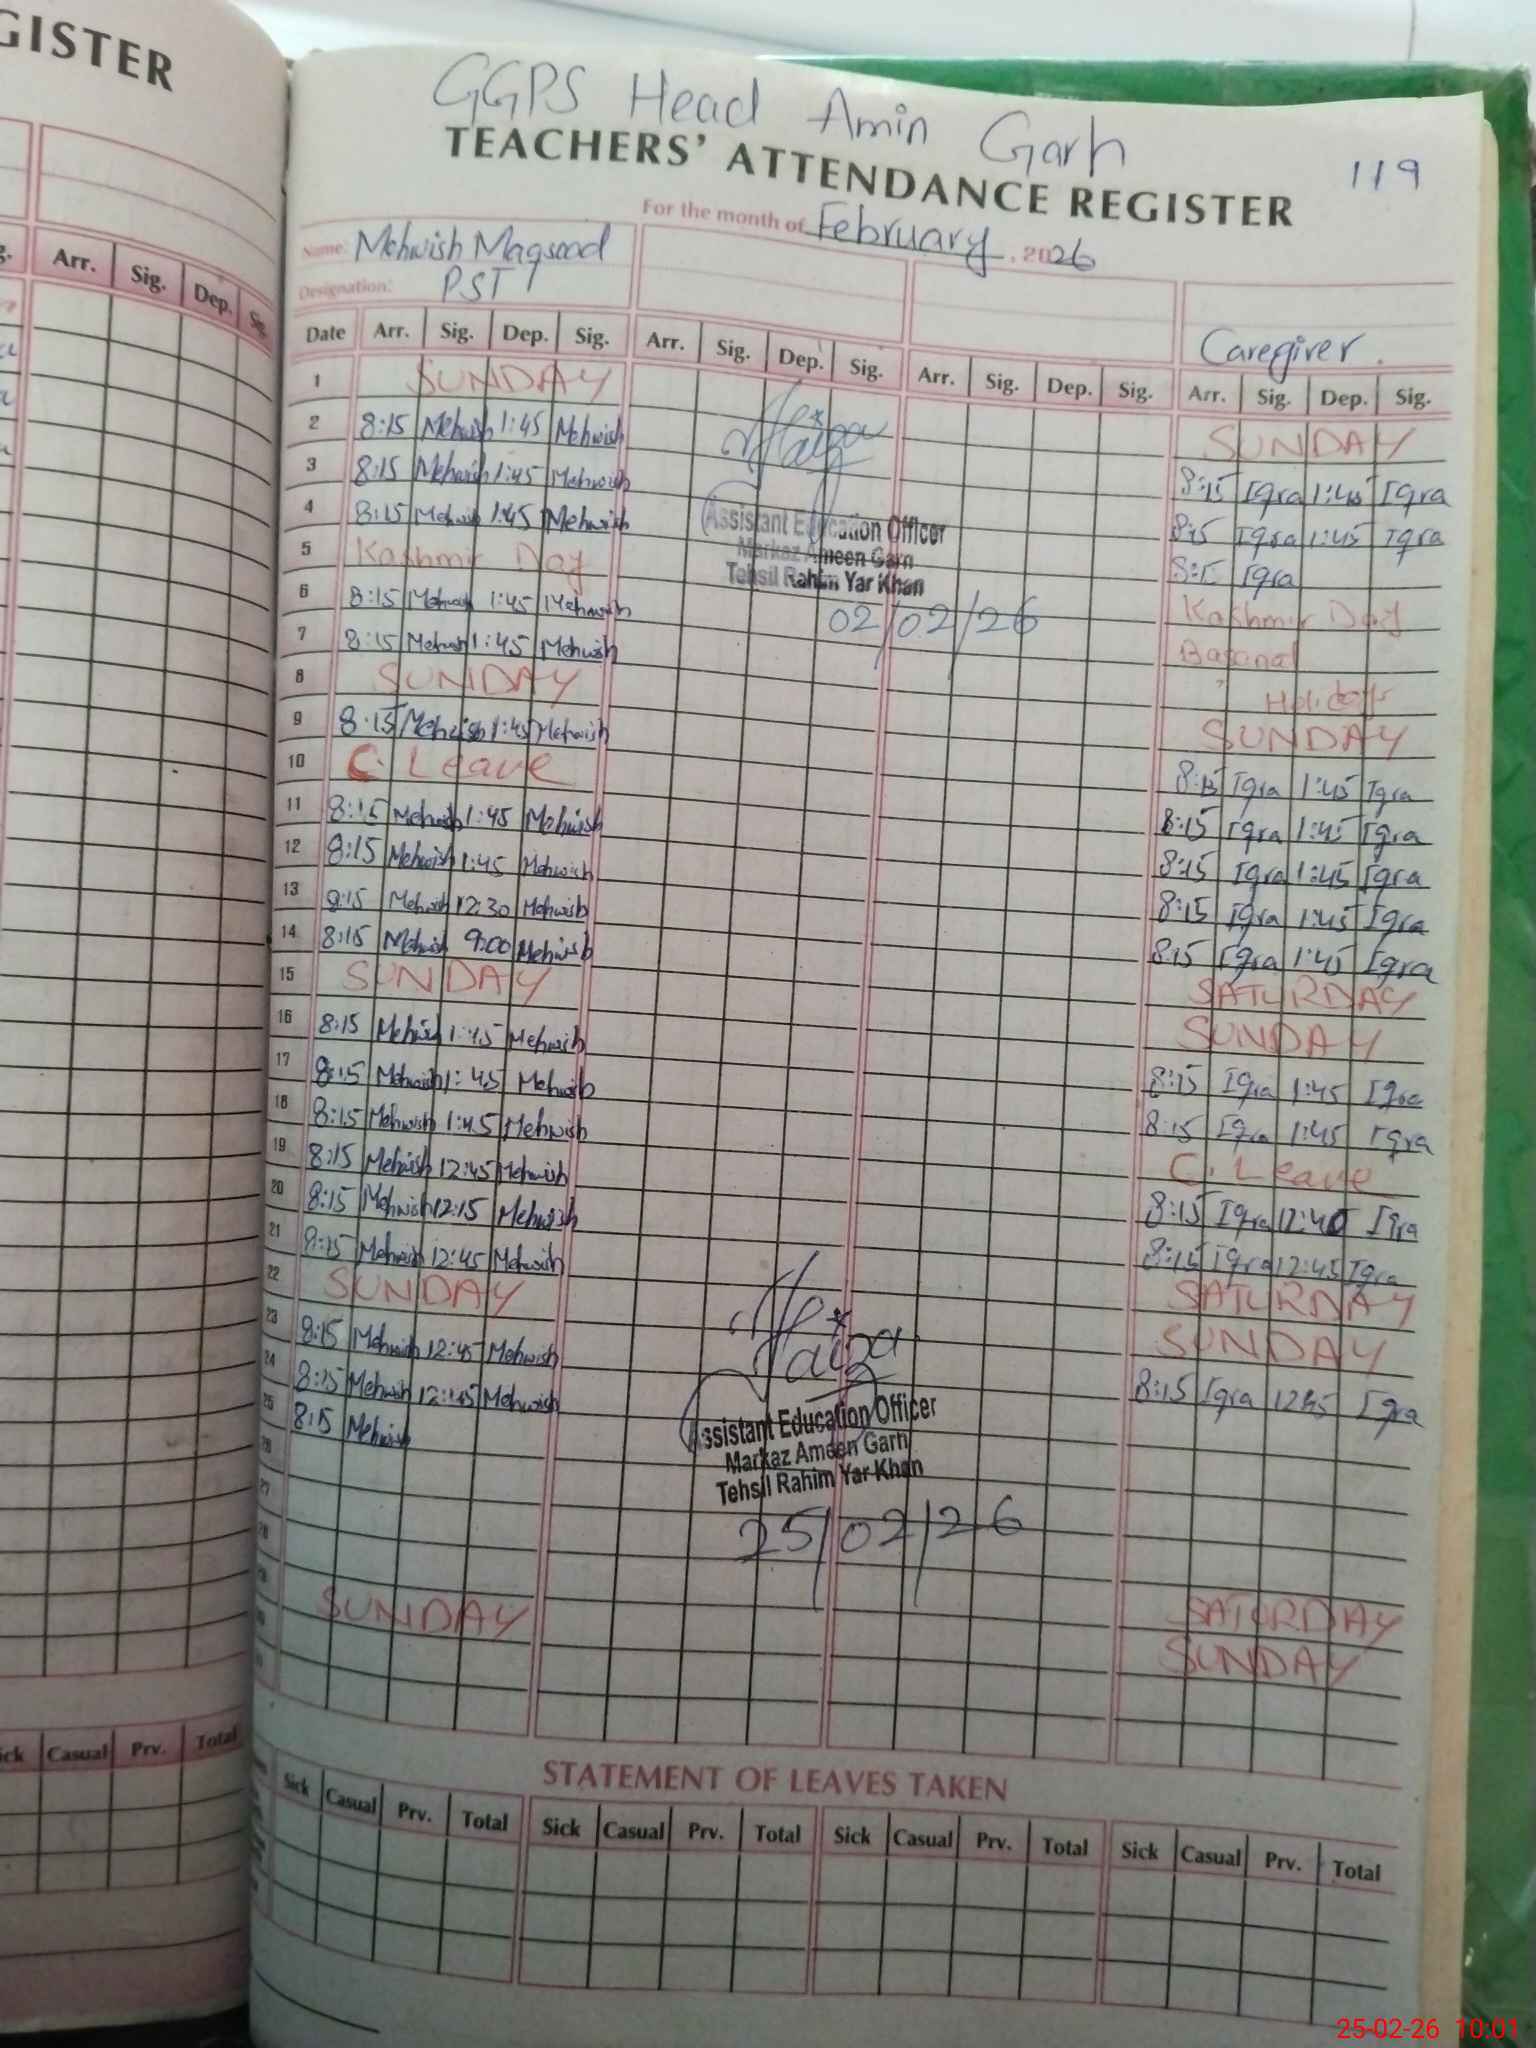 GISTER
GGPS Head Amin Garh
TEACHERS' ATTENDANCE REGISTER
119
For the month of February, 2026
Name: Mehwish Maqsood
Designation: PST
Caregiver.
Arr. Sig. Dep. Sig.
Date Arr. Sig. Dep. Sig. Arr. Sig. Dep. Sig. Arr. Sig. Dep. Sig. Arr. Sig. Dep. Sig.
1 SUNDAY SUNDAY
2 8:15 Mehwish 1:45 Mehwish 8:15 Iqra 1:45 Iqra
3 8:15 Mehwish 1:45 Mehwish 8:15 Iqra 1:45 Iqra
4 8:15 Mehwish 1:45 Mehwish 8:15 Iqra
5 Kashmir Day Kashmir Day
6 8:15 Mehwish 1:45 Mehwish Basanat
7 8:15 Mehwish 1:45 Mehwish Holidays
8 SUNDAY SUNDAY
9 8:15 Mehwish 1:45 Mehwish 8:15 Iqra 1:45 Iqra
10 C. Leave 8:15 Iqra 1:45 Iqra
11 8:15 Mehwish 1:45 Mehwish 8:15 Iqra 1:45 Iqra
12 8:15 Mehwish 1:45 Mehwish 8:15 Iqra 1:45 Iqra
13 8:15 Mehwish 12:30 Mehwish 8:15 Iqra 1:45 Iqra
14 8:15 Mehwish 9:00 Mehwish SATURDAY
15 SUNDAY SUNDAY
16 8:15 Mehwish 1:45 Mehwish 8:15 Iqra 1:45 Iqra
17 8:15 Mehwish 1:45 Mehwish 8:15 Iqra 1:45 Iqra
18 8:15 Mehwish 1:45 Mehwish C. Leave
19 8:15 Mehwish 12:45 Mehwish 8:15 Iqra Iqra
20 8:15 Mehwish 12:15 Mehwish 8:15 Iqra 12:45 Iqra
21 8:15 Mehwish 12:45 Mehwish SATURDAY
22 SUNDAY SUNDAY
23 8:15 Mehwish 12:45 Mehwish 8:15 Iqra 12:45 Iqra
24 8:15 Mehwish 12:45 Mehwish
25 8:15 Mehwish
SUNDAY SATURDAY
SUNDAY
Haiqa
Assistant Education Officer
Markaz Ameen Garh
Tehsil Rahim Yar Khan
02/02/26
Haiqa
Assistant Education Officer
Markaz Ameen Garh
Tehsil Rahim Yar Khan
25/02/26
STATEMENT OF LEAVES TAKEN
Sick Casual Prv. Total
Sick Casual Prv. Total Sick Casual Prv. Total Sick Casual Prv. Total Sick Casual Prv. Total
25-02-26 10:01